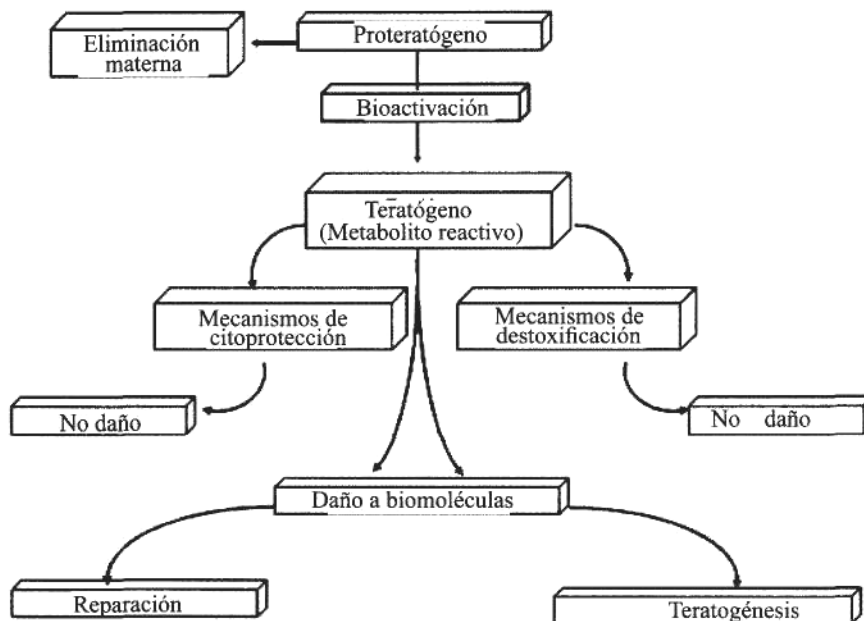 Proteratógeno
Eliminación
materna
Bioactivación
Teratógeno
(Metabolito reactivo)
Mecanismos de
citoprotección
Mecanismos de
destoxificación
No daño
No daño
Daño a biomoléculas
Reparación
Teratogénesis